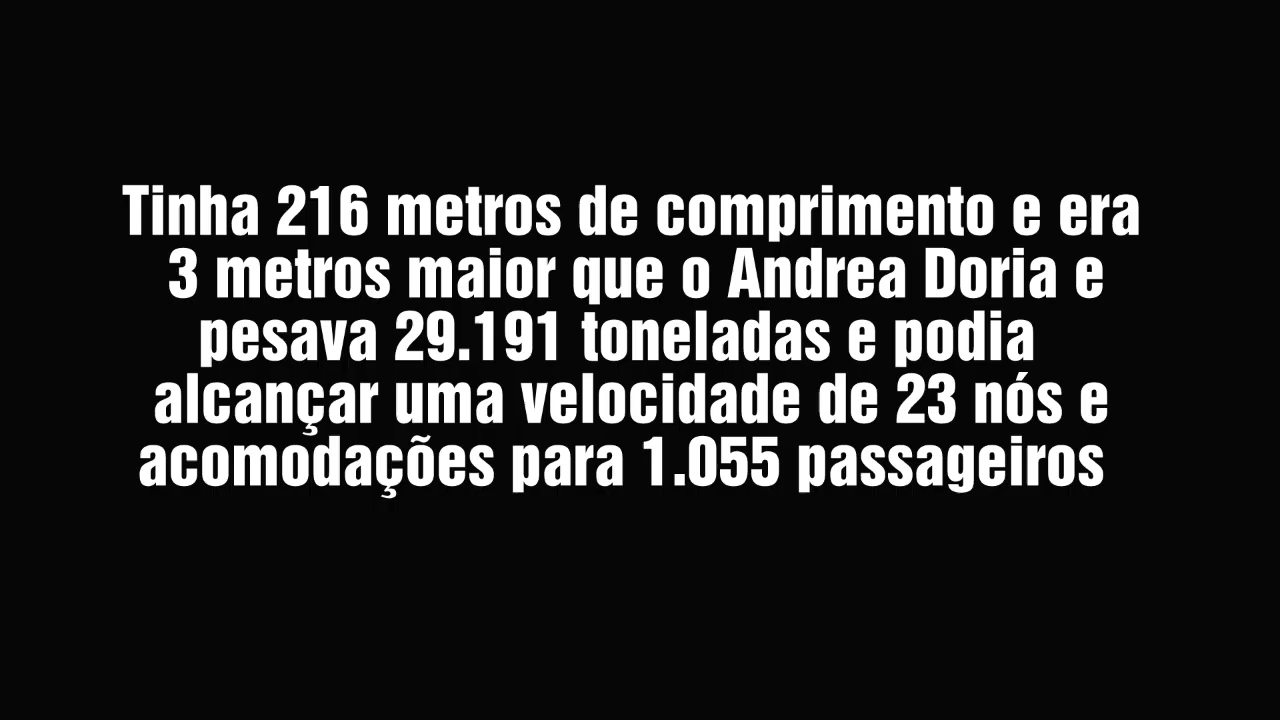 Tinha 216 metros de comprimento e era
3 metros maior que o Andrea Doria e
pesava 29.191 toneladas e podia
alcançar uma velocidade de 23 nós e
acomodações para 1.055 passageiros